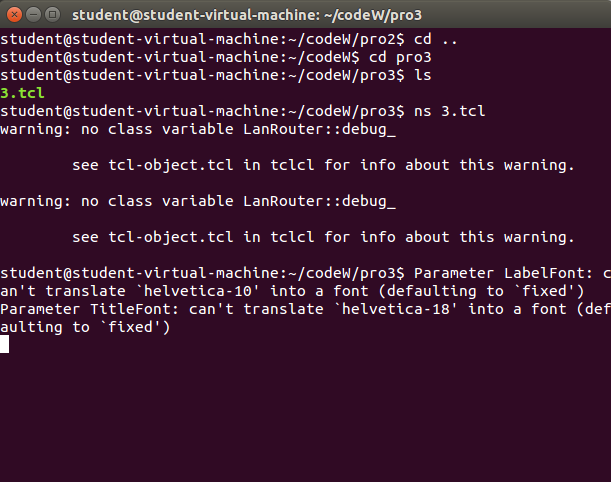 student@student-virtual-machine: ~/codeW/pro3
student@student-virtual-machine:~/codeW/pro2$ cd ..
student@student-virtual-machine:~/codeW$ cd pro3
student@student-virtual-machine:~/codeW/pro3$ ls
3.tcl
student@student-virtual-machine:~/codeW/pro3$ ns 3.tcl
warning: no class variable LanRouter::debug_
see tcl-object.tcl in tclcl for info about this warning.
warning: no class variable LanRouter::debug_
see tcl-object.tcl in tclcl for info about this warning.
student@student-virtual-machine:~/codeW/pro3$ Parameter LabelFont: c
an't translate `helvetica-10' into a font (defaulting to `fixed')
Parameter TitleFont: can't translate `helvetica-18' into a font (def
aulting to `fixed')